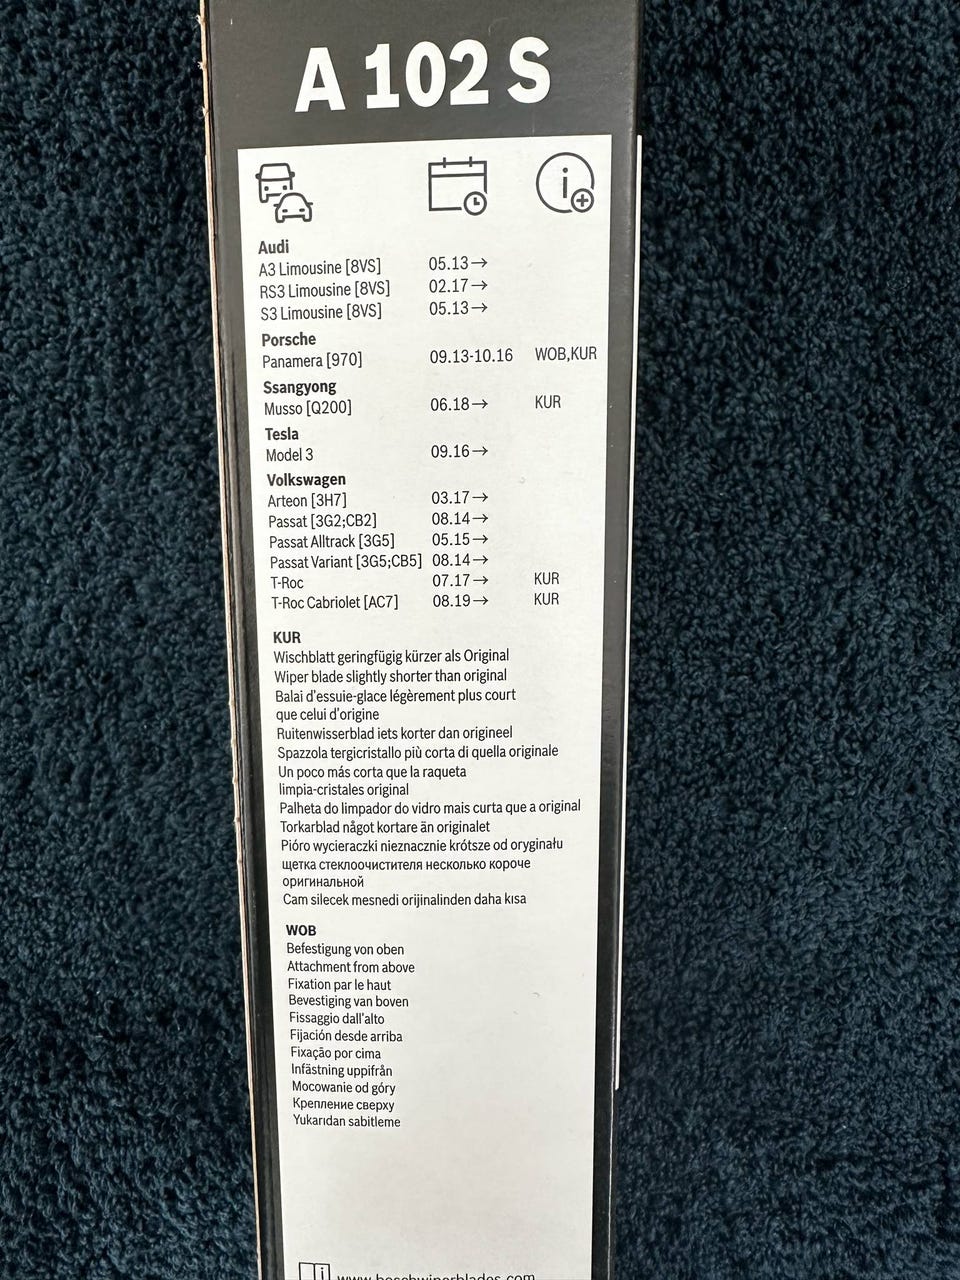 A 102 S
Audi
A3 Limousine [8VS] 05.13→
RS3 Limousine [8VS] 02.17→
S3 Limousine [8VS] 05.13→
Porsche
Panamera [970] 09.13-10.16 WOB,KUR
Ssangyong
Musso [Q200] 06.18→ KUR
Tesla
Model 3 09.16→
Volkswagen
Arteon [3H7] 03.17→
Passat [3G2;CB2] 08.14→
Passat Alltrack [3G5] 05.15→
Passat Variant [3G5;CB5] 08.14→
T-Roc 07.17→ KUR
T-Roc Cabriolet [AC7] 08.19→ KUR
KUR
Wischblatt geringfügig kürzer als Original
Wiper blade slightly shorter than original
Balai d'essuie-glace légèrement plus court
que celui d'origine
Ruitenwisserblad iets korter dan origineel
Spazzola tergicristallo più corta di quella originale
Un poco más corta que la raqueta
limpia-cristales original
Palheta do limpador do vidro mais curta que a original
Torkarblad något kortare än originalet
Pióro wycieraczki nieznacznie krótsze od oryginału
щетка стеклоочистителя несколько короче
оригинальной
Cam silecek mesnedi orijinalinden daha kısa
WOB
Befestigung von oben
Attachment from above
Fixation par le haut
Bevestiging van boven
Fissaggio dall'alto
Fijación desde arriba
Fixação por cima
Infästning uppifrån
Mocowanie od góry
Крепление сверху
Yukarıdan sabitleme
www.boschwiperblades.com